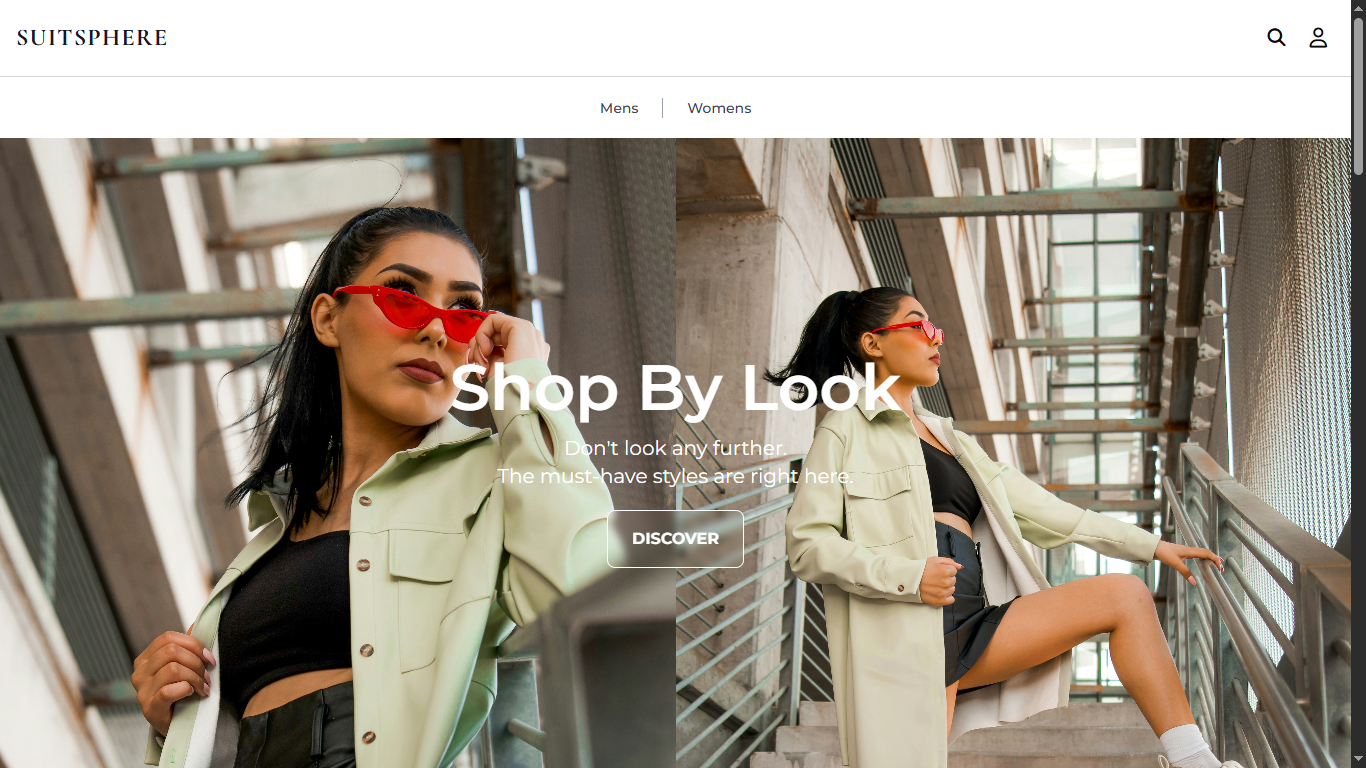 SUITSPHERE
Mens
Womens
Shop By Look
Don't look any further.
The must-have styles are right here.
DISCOVER